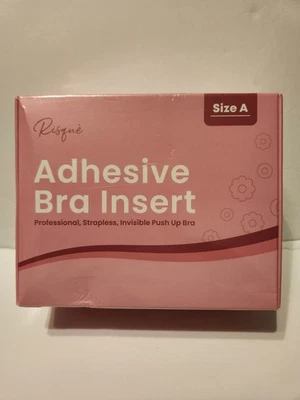 Size A
Risqué
Adhesive
Bra Insert
Professional, Strapless, Invisible Push Up Bra